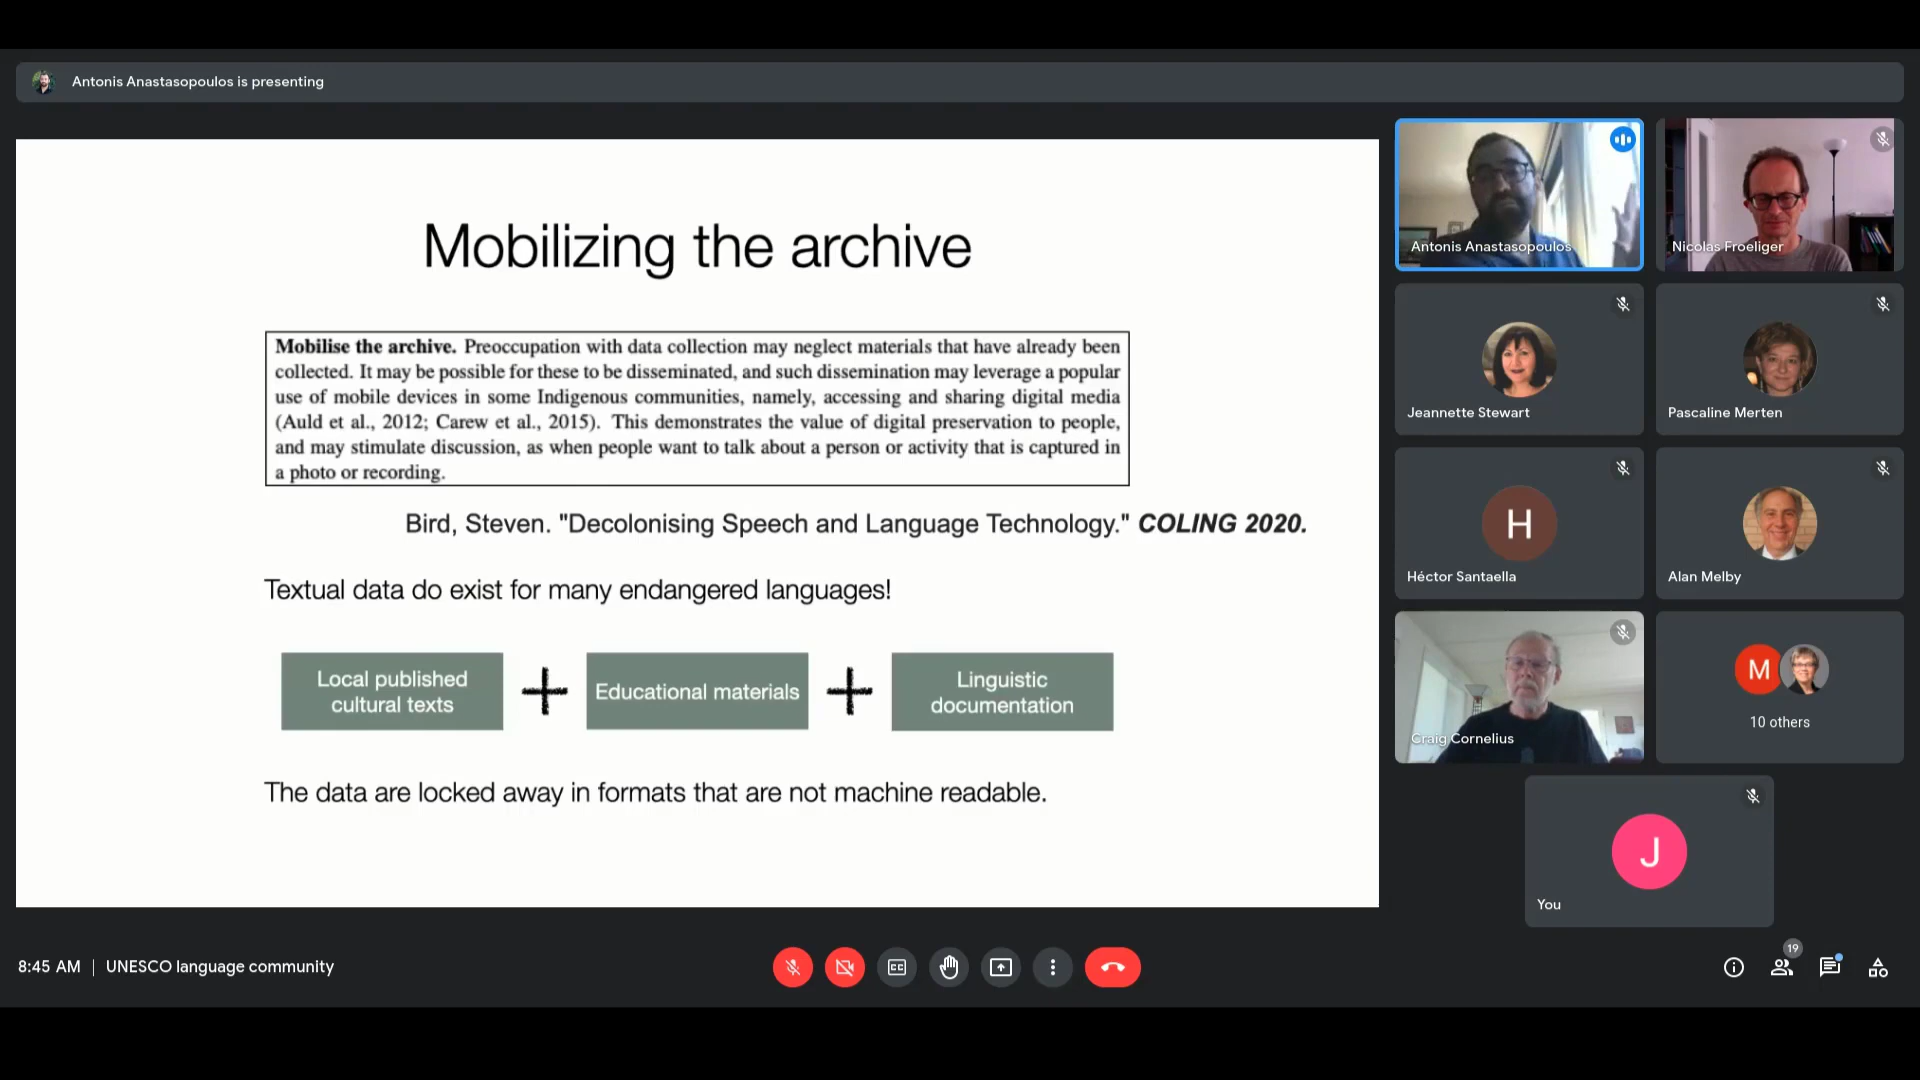 Antonis Anastasopoulos is presenting
Mobilizing the archive
Mobilise the archive. Preoccupation with data collection may neglect materials that have already been
collected. It may be possible for these to be disseminated, and such dissemination may leverage a popular
use of mobile devices in some Indigenous communities, namely, accessing and sharing digital media
(Auld et al., 2012; Carew et al., 2015). This demonstrates the value of digital preservation to people,
and may stimulate discussion, as when people want to talk about a person or activity that is captured in
a photo or recording.
Bird, Steven. "Decolonising Speech and Language Technology." COLING 2020.
Textual data do exist for many endangered languages!
Local published
cultural texts
+
Educational materials
+
Linguistic
documentation
The data are locked away in formats that are not machine readable.
Antonis Anastasopoulos
Nicolas Froeliger
Jeannette Stewart
Pascaline Merten
H
Héctor Santaella
Alan Melby
Craig Cornelius
M
10 others
J
You
8:45 AM | UNESCO language community
CC
19